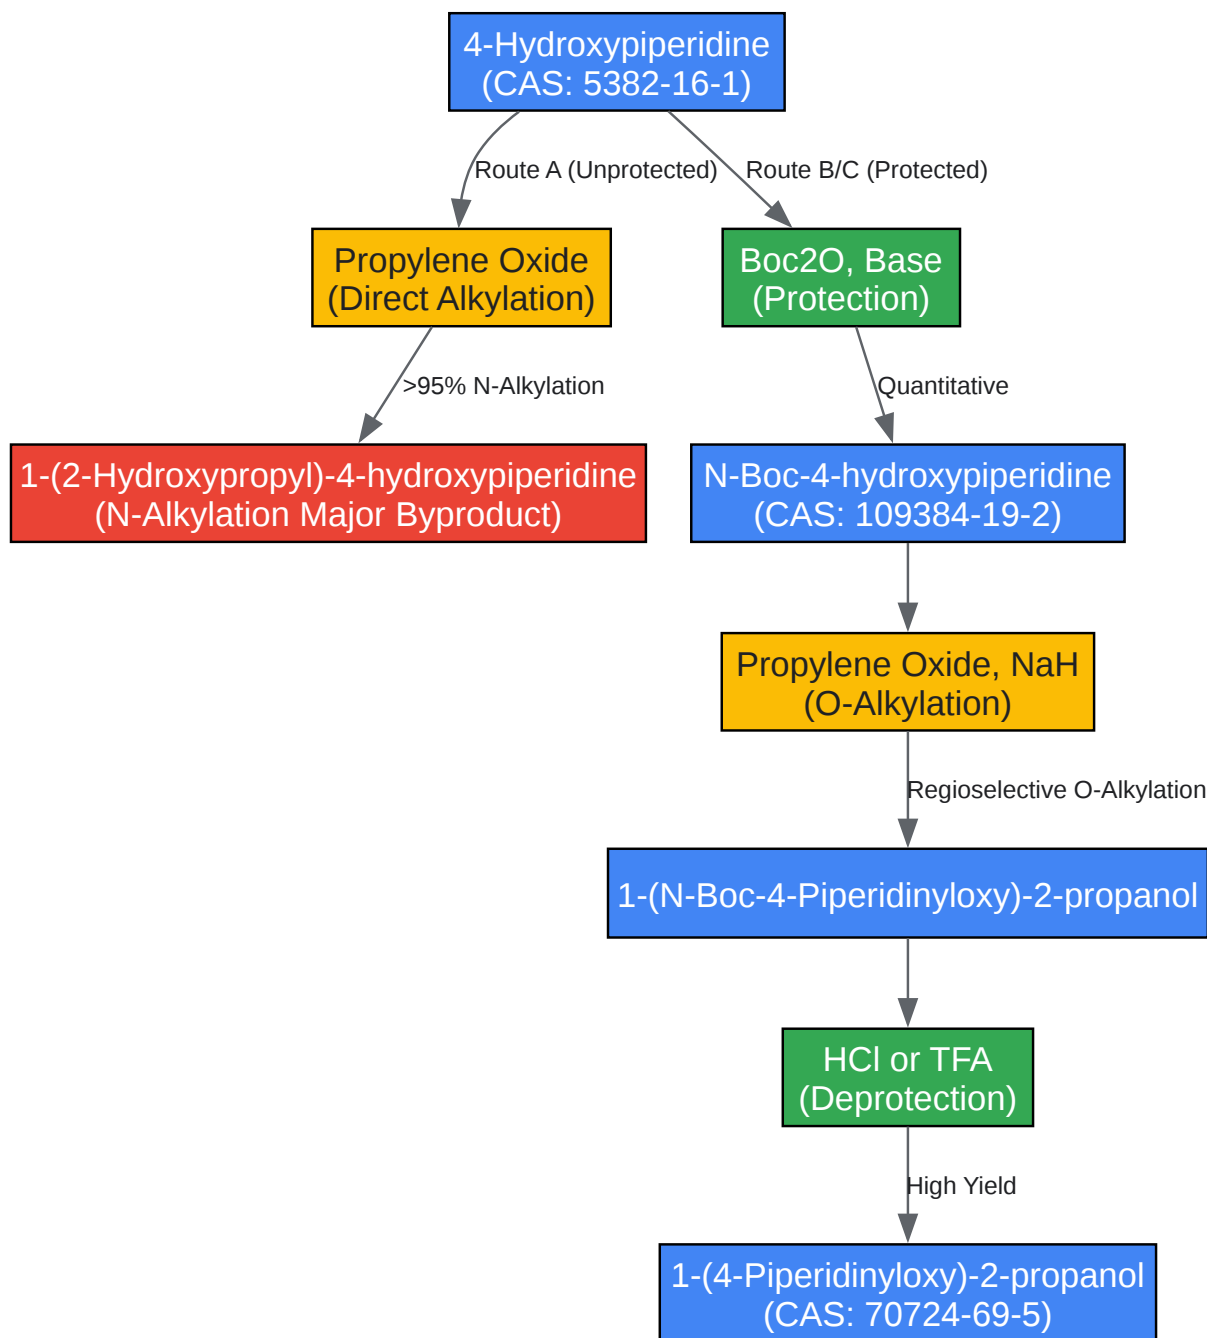 4-Hydroxypiperidine
(CAS: 5382-16-1)
Route A (Unprotected)
Route B/C (Protected)
Propylene Oxide
(Direct Alkylation)
Boc2O, Base
(Protection)
>95% N-Alkylation
Quantitative
1-(2-Hydroxypropyl)-4-hydroxypiperidine
(N-Alkylation Major Byproduct)
N-Boc-4-hydroxypiperidine
(CAS: 109384-19-2)
Propylene Oxide, NaH
(O-Alkylation)
Regioselective O-Alkylation
1-(N-Boc-4-Piperidinyloxy)-2-propanol
HCl or TFA
(Deprotection)
High Yield
1-(4-Piperidinyloxy)-2-propanol
(CAS: 70724-69-5)